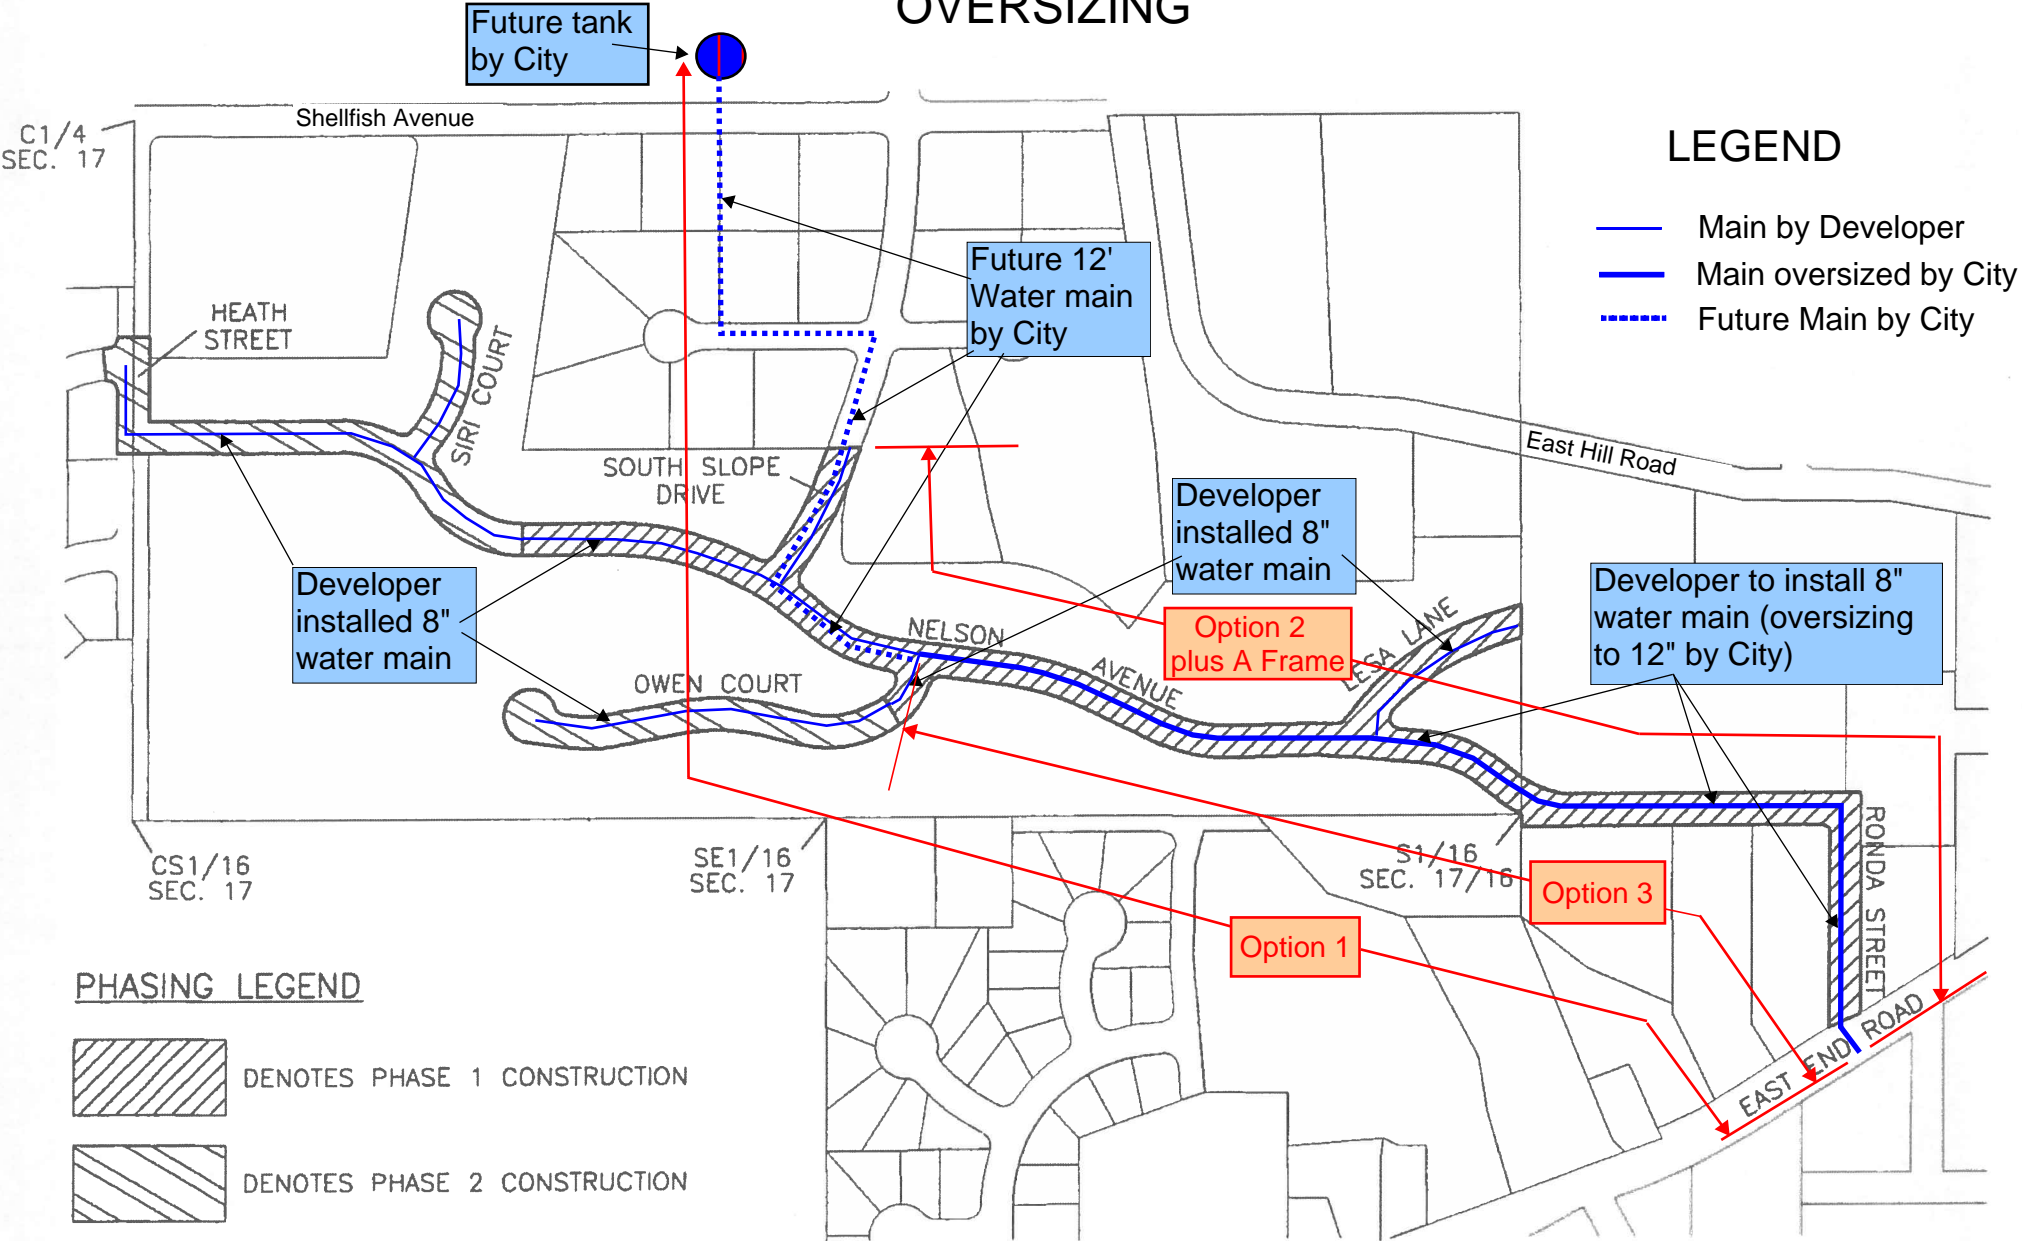 OVERSIZING
Future tank
by City
Shellfish Avenue
C1/4
SEC. 17
LEGEND
Main by Developer
Main oversized by City
Future Main by City
Future 12'
Water main
by City
HEATH
STREET
SIRI COURT
East Hill Road
SOUTH SLOPE
DRIVE
Developer
installed 8"
water main
Developer
installed 8"
water main
Developer to install 8"
water main (oversizing
to 12" by City)
NELSON
AVENUE
LESA LANE
Option 2
plus A Frame
OWEN COURT
RONDA STREET
CS1/16
SEC. 17
SE1/16
SEC. 17
S1/16
SEC. 17/16
Option 3
Option 1
EAST END ROAD
PHASING LEGEND
DENOTES PHASE 1 CONSTRUCTION
DENOTES PHASE 2 CONSTRUCTION